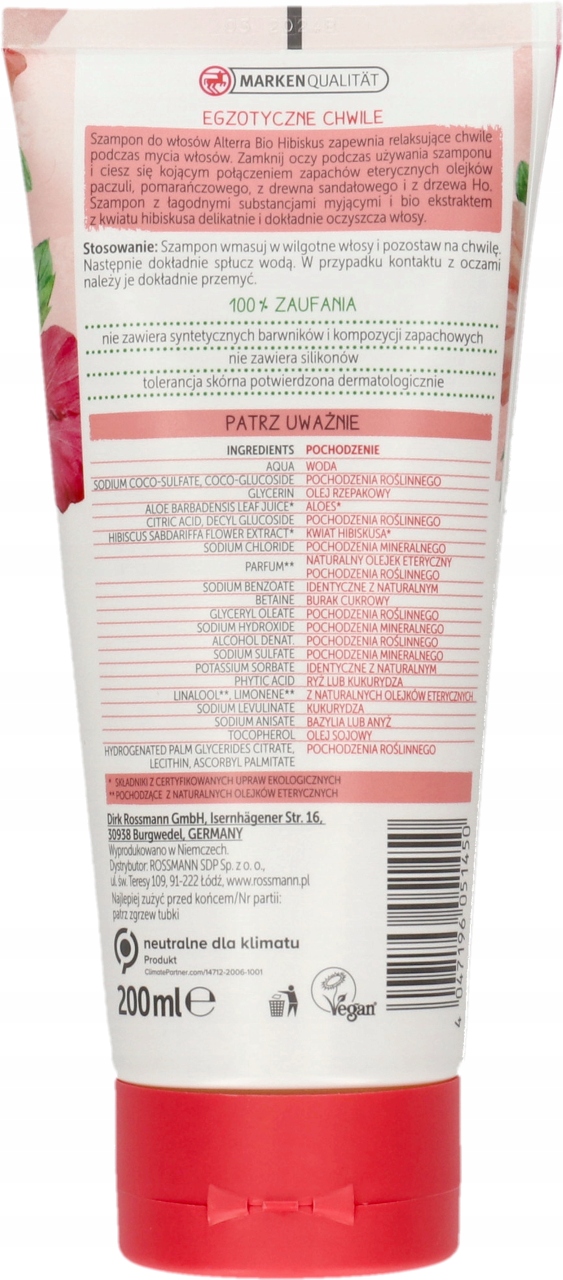 MARKENQUALITÄT
EGZOTYCZNE CHWILE
Szampon do włosów Alterra Bio Hibiskus zapewnia relaksujące chwile
podczas mycia włosów. Zamknij oczy podczas używania szamponu
i ciesz się kojącym połączeniem zapachów eterycznych olejków
paczuli, pomarańczowego, z drewna sandałowego i z drzewa Ho.
Szampon z łagodnymi substancjami myjącymi i bio ekstraktem
z kwiatu hibiskusa delikatnie i dokładnie oczyszcza włosy.
Stosowanie: Szampon wmasuj w wilgotne włosy i pozostaw na chwilę.
Następnie dokładnie spłucz wodą. W przypadku kontaktu z oczami
należy je dokładnie przemyć.
100% ZAUFANIA
nie zawiera syntetycznych barwników i kompozycji zapachowych
nie zawiera silikonów
tolerancja skórna potwierdzona dermatologicznie
PATRZ UWAŻNIE
INGREDIENTS POCHODZENIE
AQUA WODA
SODIUM COCO-SULFATE, COCO-GLUCOSIDE POCHODZENIA ROŚLINNEGO
GLYCERIN OLEJ RZEPAKOWY
ALOE BARBADENSIS LEAF JUICE* ALOES*
CITRIC ACID, DECYL GLUCOSIDE POCHODZENIA ROŚLINNEGO
HIBISCUS SABDARIFFA FLOWER EXTRACT* KWIAT HIBISKUSA*
SODIUM CHLORIDE POCHODZENIA MINERALNEGO
PARFUM** NATURALNY OLEJEK ETERYCZNY
POCHODZENIA ROŚLINNEGO
SODIUM BENZOATE IDENTYCZNE Z NATURALNYM
BETAINE BURAK CUKROWY
GLYCERYL OLEATE POCHODZENIA ROŚLINNEGO
SODIUM HYDROXIDE POCHODZENIA MINERALNEGO
ALCOHOL DENAT. POCHODZENIA ROŚLINNEGO
SODIUM SULFATE POCHODZENIA MINERALNEGO
POTASSIUM SORBATE IDENTYCZNE Z NATURALNYM
PHYTIC ACID RYŻ LUB KUKURYDZA
LINALOOL**, LIMONENE** Z NATURALNYCH OLEJKÓW ETERYCZNYCH
SODIUM LEVULINATE KUKURYDZA
SODIUM ANISATE BAZYLIA LUB ANYŻ
TOCOPHEROL OLEJ SOJOWY
HYDROGENATED PALM GLYCERIDES CITRATE, POCHODZENIA ROŚLINNEGO
LECITHIN, ASCORBYL PALMITATE
* SKŁADNIKI Z CERTYFIKOWANYCH UPRAW EKOLOGICZNYCH
** POCHODZĄCE Z NATURALNYCH OLEJKÓW ETERYCZNYCH
Dirk Rossmann GmbH, Isernhägener Str. 16,
30938 Burgwedel, GERMANY
Wyprodukowano w Niemczech.
Dystrybutor: ROSSMANN SDP Sp. z o. o.,
ul. św. Teresy 109, 91-222 Łódź, www.rossmann.pl
Najlepiej zużyć przed końcem/Nr partii:
patrz zgrzew tubki
neutralne dla klimatu
Produkt
ClimatePartner.com/14712-2006-1001
200ml e
Vegan
4 047196 051450